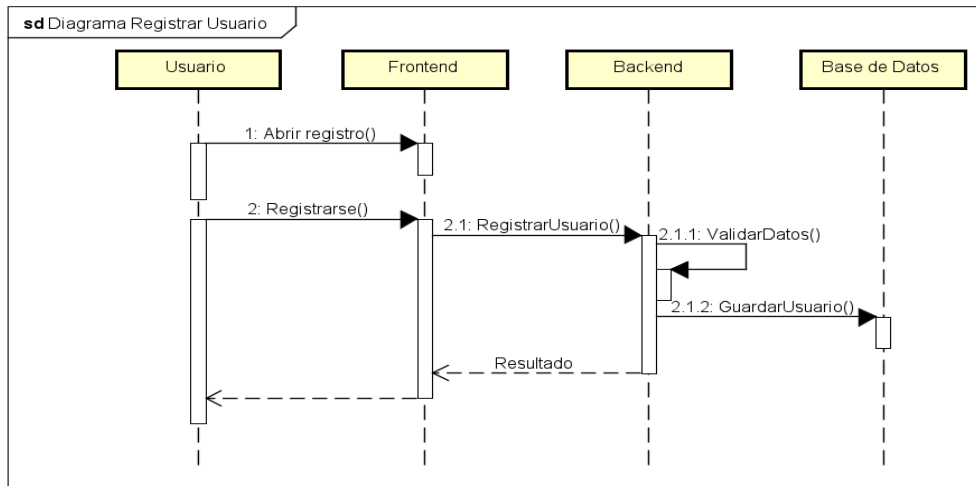 sd Diagrama Registrar Usuario
Usuario
Frontend
Backend
Base de Datos
1: Abrir registro()
2: Registrarse()
2.1: RegistrarUsuario()
2.1.1: ValidarDatos()
2.1.2: GuardarUsuario()
Resultado